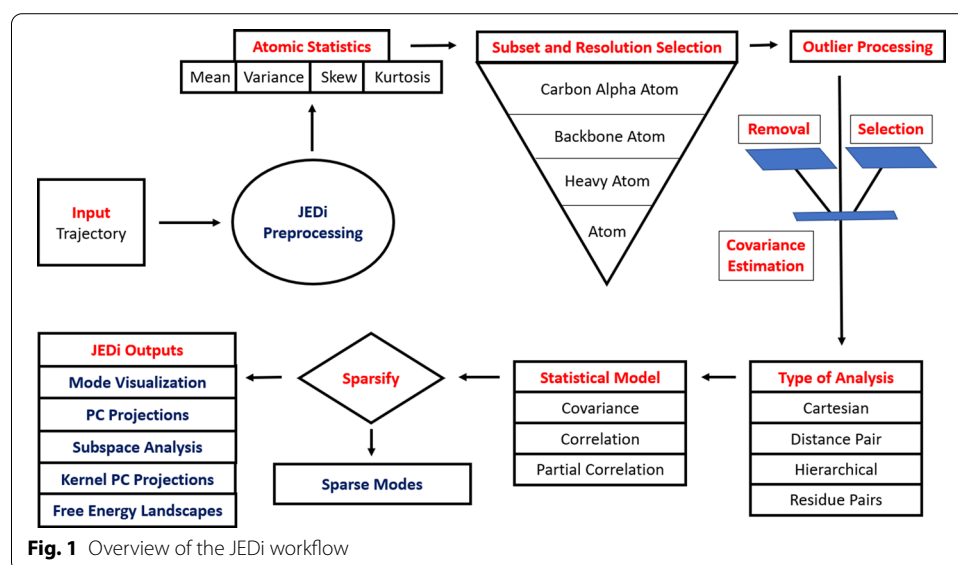 Atomic Statistics
Mean Variance Skew Kurtosis
Subset and Resolution Selection
Carbon Alpha Atom
Backbone Atom
Heavy Atom
Atom
Outlier Processing
Removal
Selection
Covariance
Estimation
Input
Trajectory
JEDi
Preprocessing
JEDi Outputs
Mode Visualization
PC Projections
Subspace Analysis
Kernel PC Projections
Free Energy Landscapes
Sparsify
Sparse Modes
Statistical Model
Covariance
Correlation
Partial Correlation
Type of Analysis
Cartesian
Distance Pair
Hierarchical
Residue Pairs
Fig. 1 Overview of the JEDi workflow